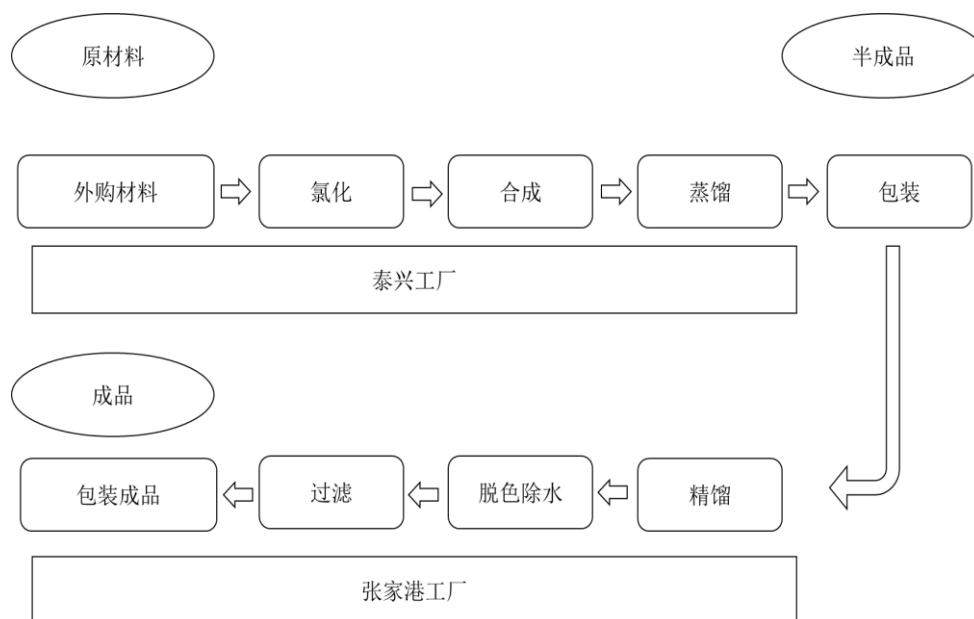 原材料
半成品
外购材料
氯化
合成
蒸馏
包装
泰兴工厂
成品
包装成品
过滤
脱色除水
精馏
张家港工厂